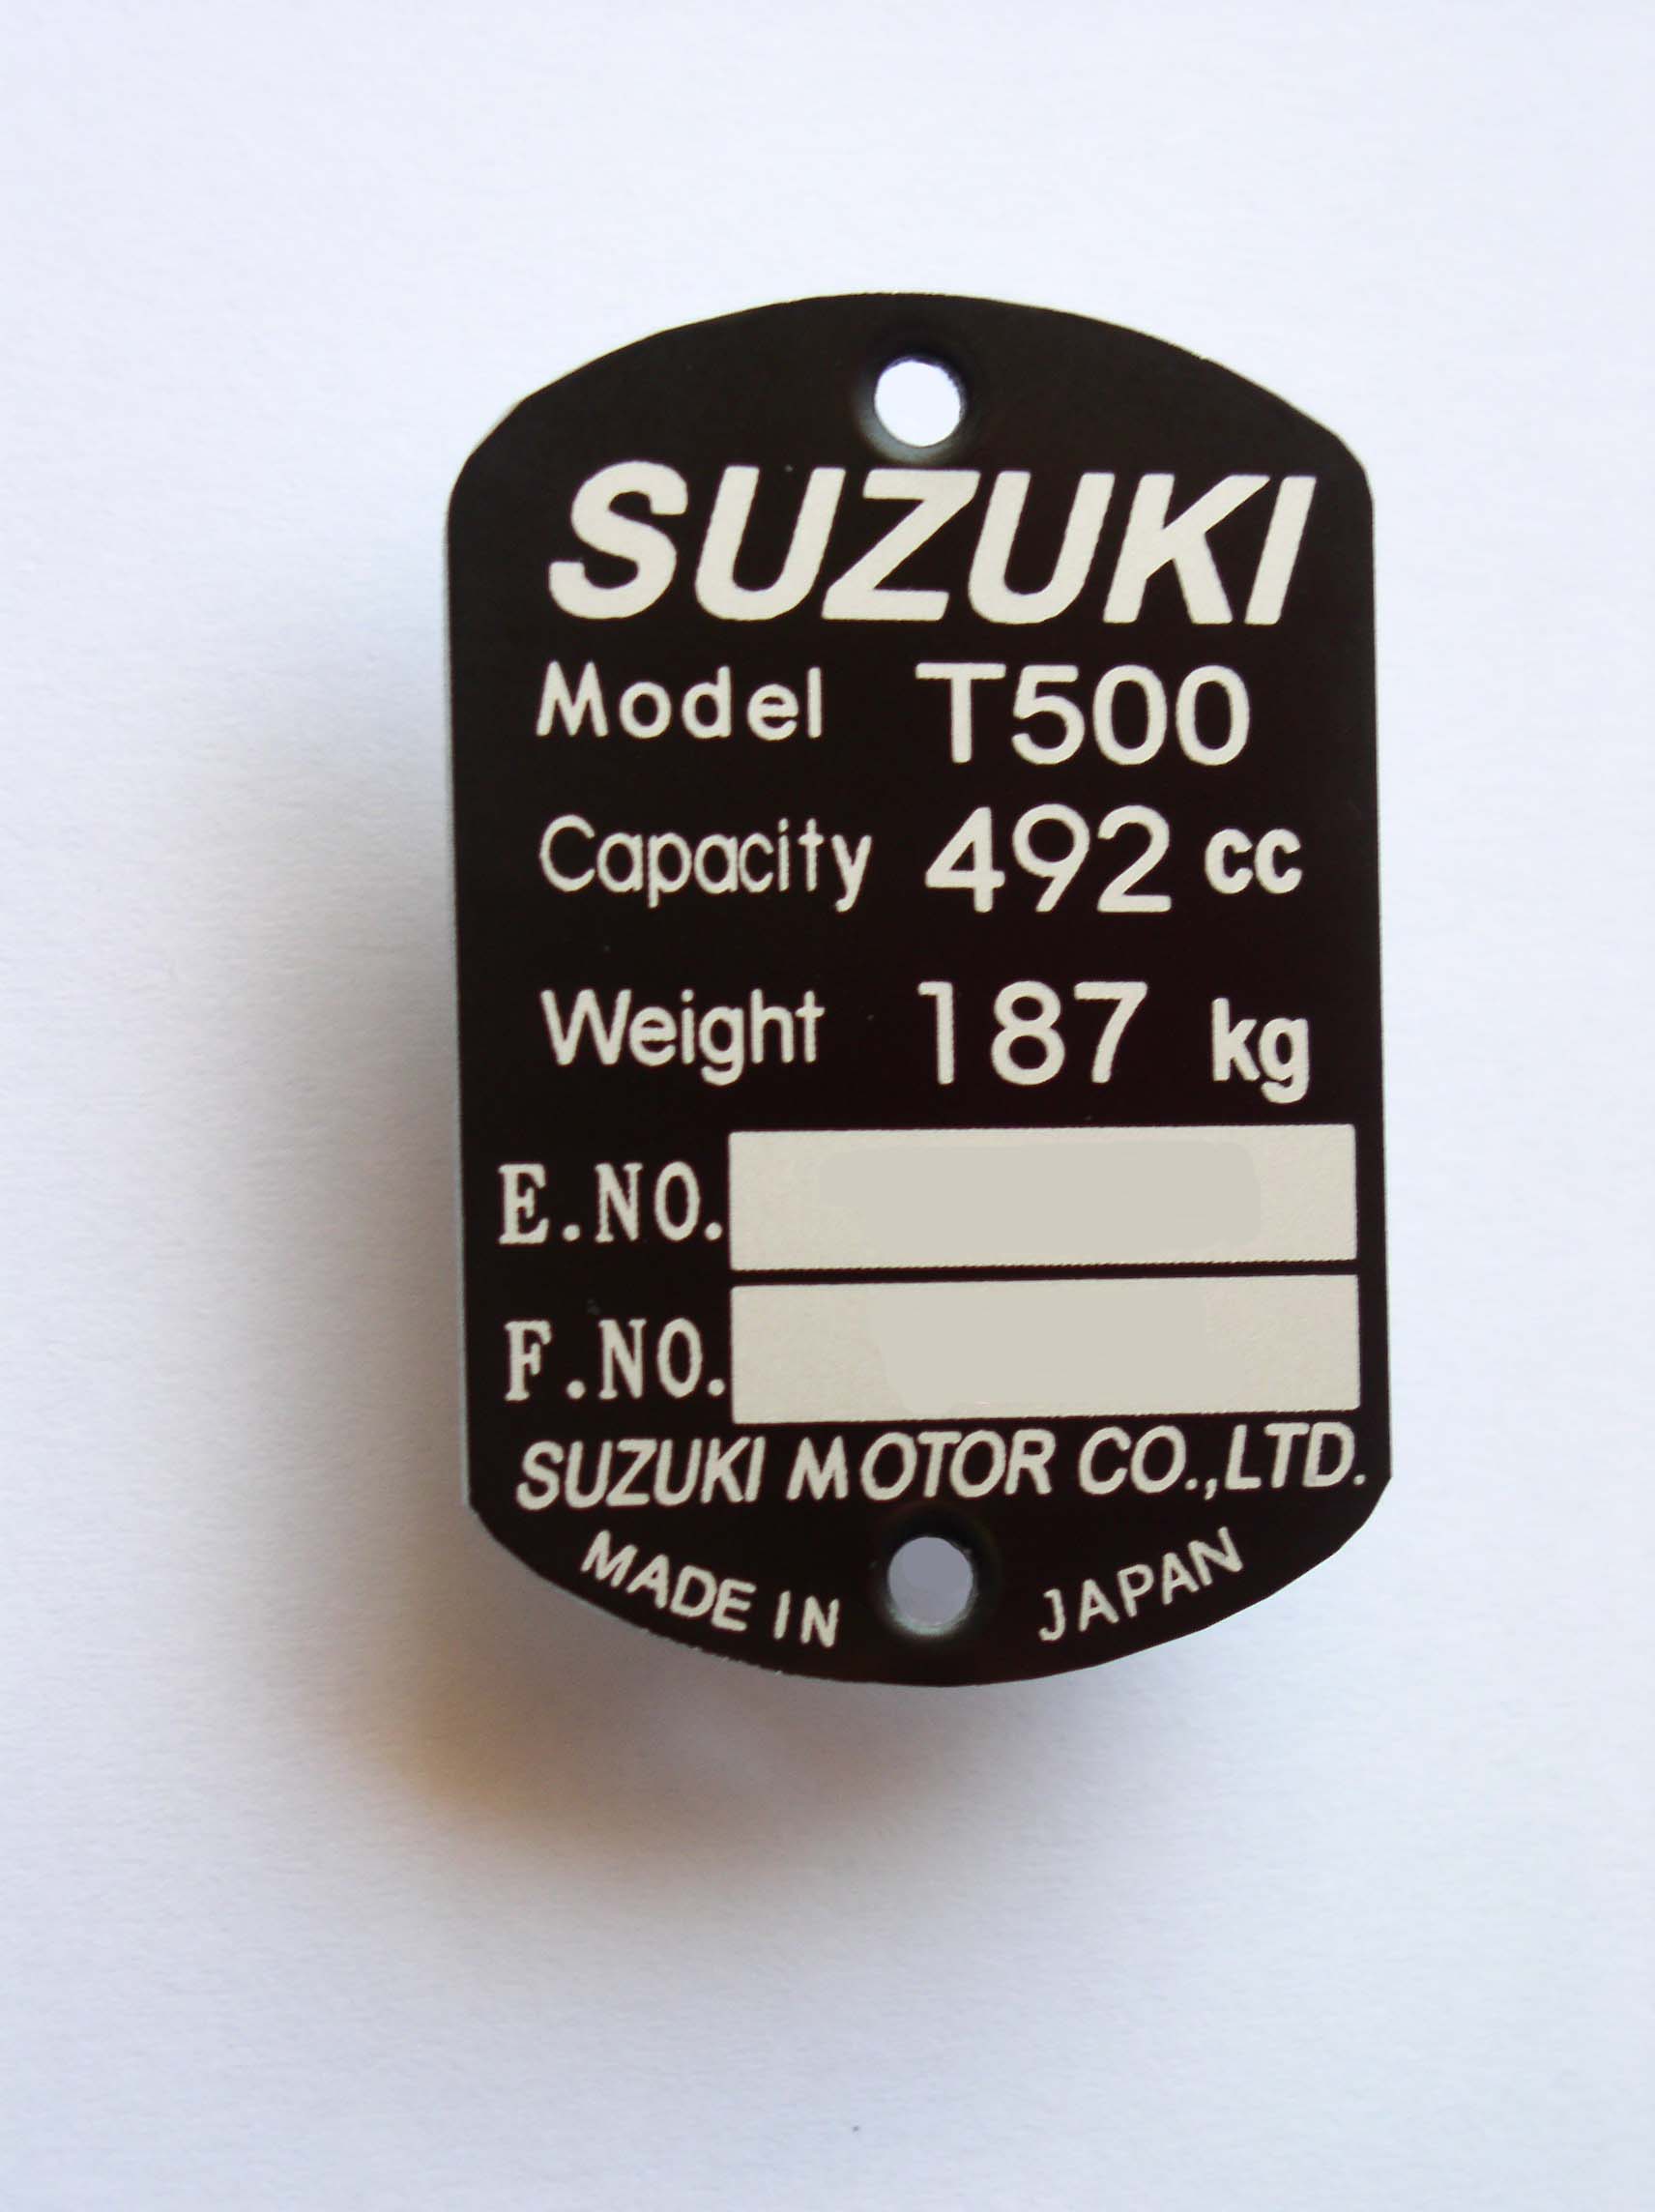 SUZUKI
Model T500
Capacity 492 cc
Weight 187 kg
E.NO.
F.NO.
SUZUKI MOTOR CO.,LTD.
MADE IN JAPAN